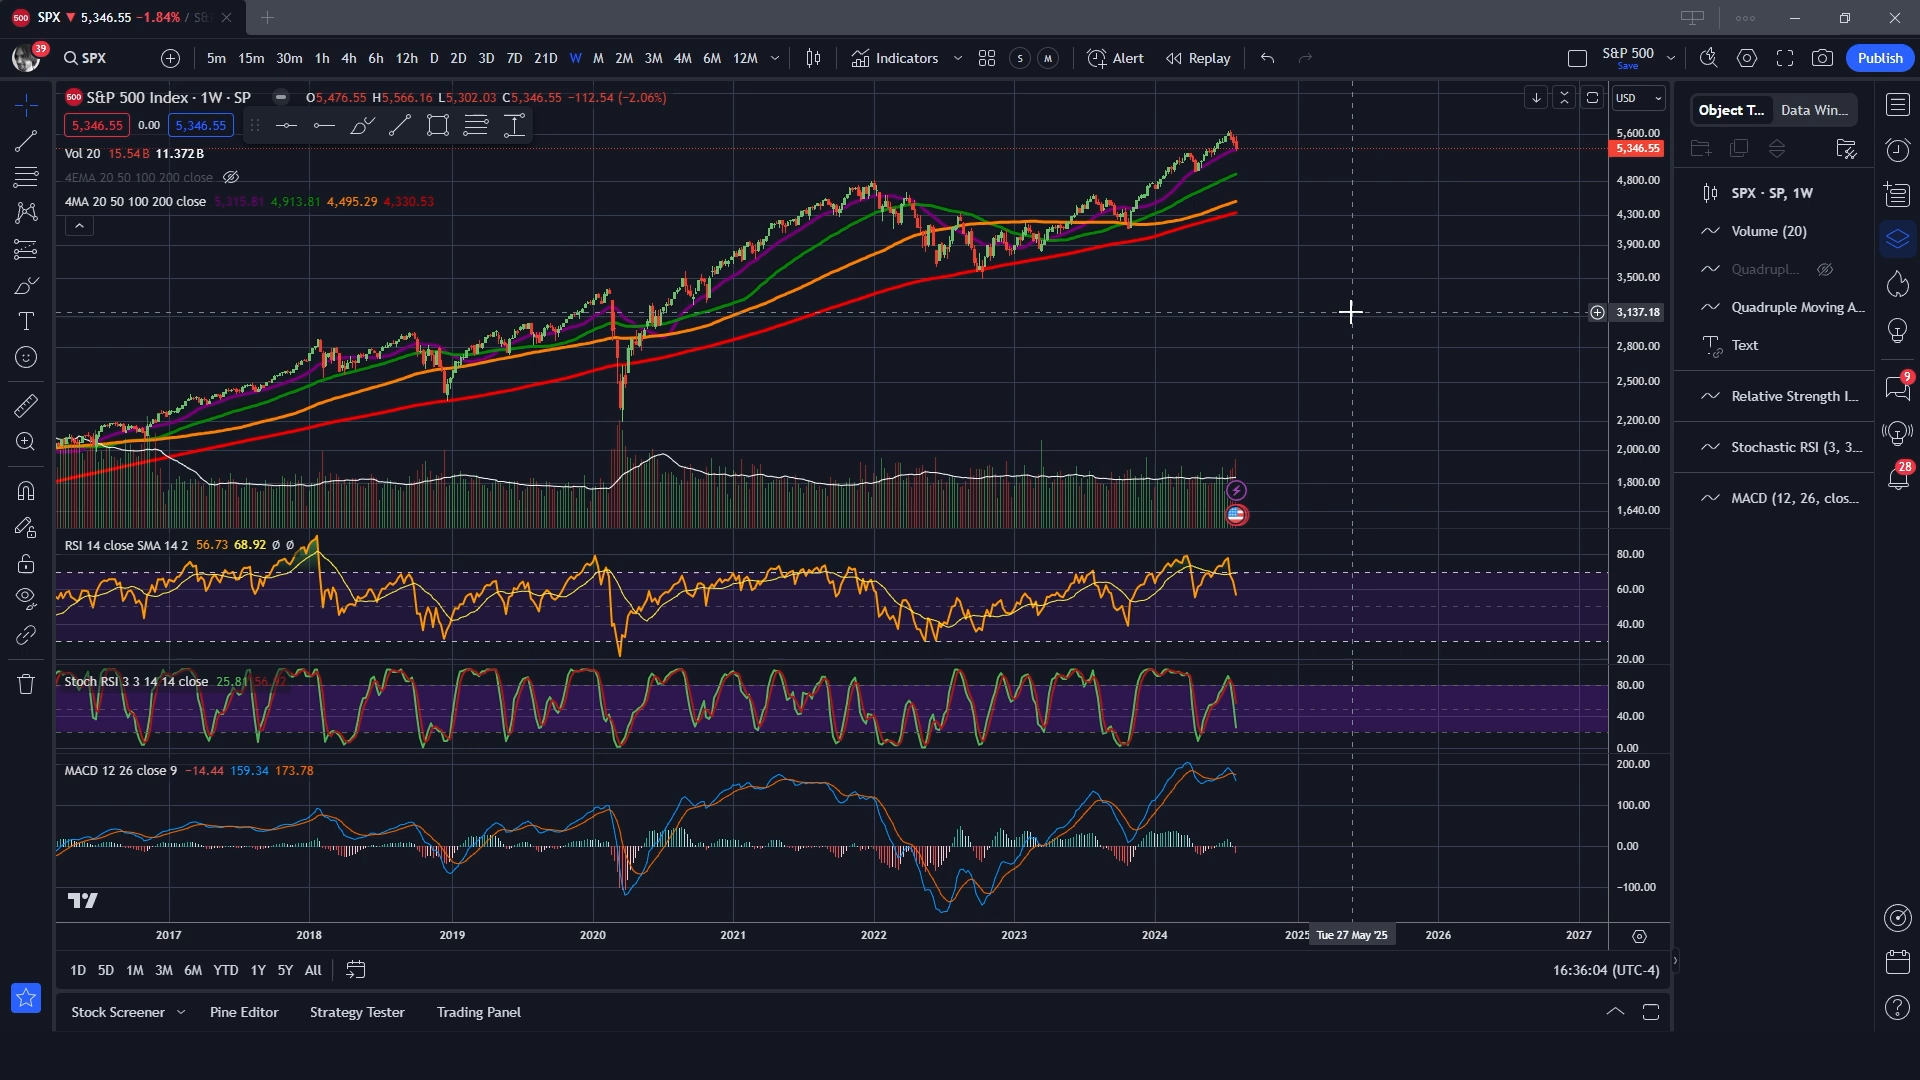 500 SPX ▼ 5,346.55 −1.84% / S&
39 SPX 5m 15m 30m 1h 4h 6h 12h D 2D 3D 7D 21D W M 2M 3M 4M 6M 12M Indicators S M Alert Replay S&P 500 Save Publish
500 S&P 500 Index · 1W · SP O5,476.55 H5,566.16 L5,302.03 C5,346.55 −112.54 (−2.06%) USD
5,346.55 0.00 5,346.55
Vol 20 15.54B 11.372B
4EMA 20 50 100 200 close
4MA 20 50 100 200 close 5,315.81 4,913.81 4,495.29 4,330.53
5,600.00
5,346.55
4,800.00
4,300.00
3,900.00
3,500.00
3,137.18
2,800.00
2,500.00
2,200.00
2,000.00
1,800.00
1,640.00
RSI 14 close SMA 14 2 56.73 68.92 Ø Ø
80.00
60.00
40.00
20.00
Stoch RSI 3 3 14 14 close 25.81
80.00
40.00
0.00
MACD 12 26 close 9 −14.44 159.34 173.78
200.00
100.00
0.00
−100.00
2017 2018 2019 2020 2021 2022 2023 2024 2025 Tue 27 May '25 2026 2027
1D 5D 1M 3M 6M YTD 1Y 5Y All 16:36:04 (UTC-4)
Stock Screener Pine Editor Strategy Tester Trading Panel
Object T... Data Win...
SPX · SP, 1W
Volume (20)
Quadrupl...
Quadruple Moving A...
Text
Relative Strength I...
Stochastic RSI (3, 3...
MACD (12, 26, clos...
9
28